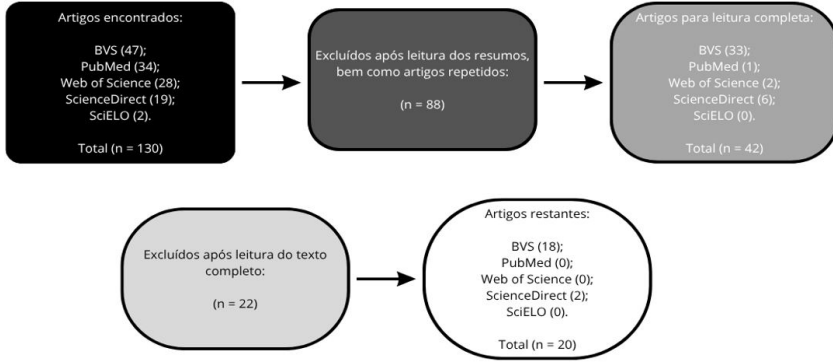 Artigos encontrados:
BVS (47);
PubMed (34);
Web of Science (28);
ScienceDirect (19);
SciELO (2).
Total (n = 130)
Excluídos após leitura dos resumos,
bem como artigos repetidos:
(n = 88)
Artigos para leitura completa:
BVS (33);
PubMed (1);
Web of Science (2);
ScienceDirect (6);
SciELO (0).
Total (n = 42)
Excluídos após leitura do texto
completo:
(n = 22)
Artigos restantes:
BVS (18);
PubMed (0);
Web of Science (0);
ScienceDirect (2);
SciELO (0).
Total (n = 20)